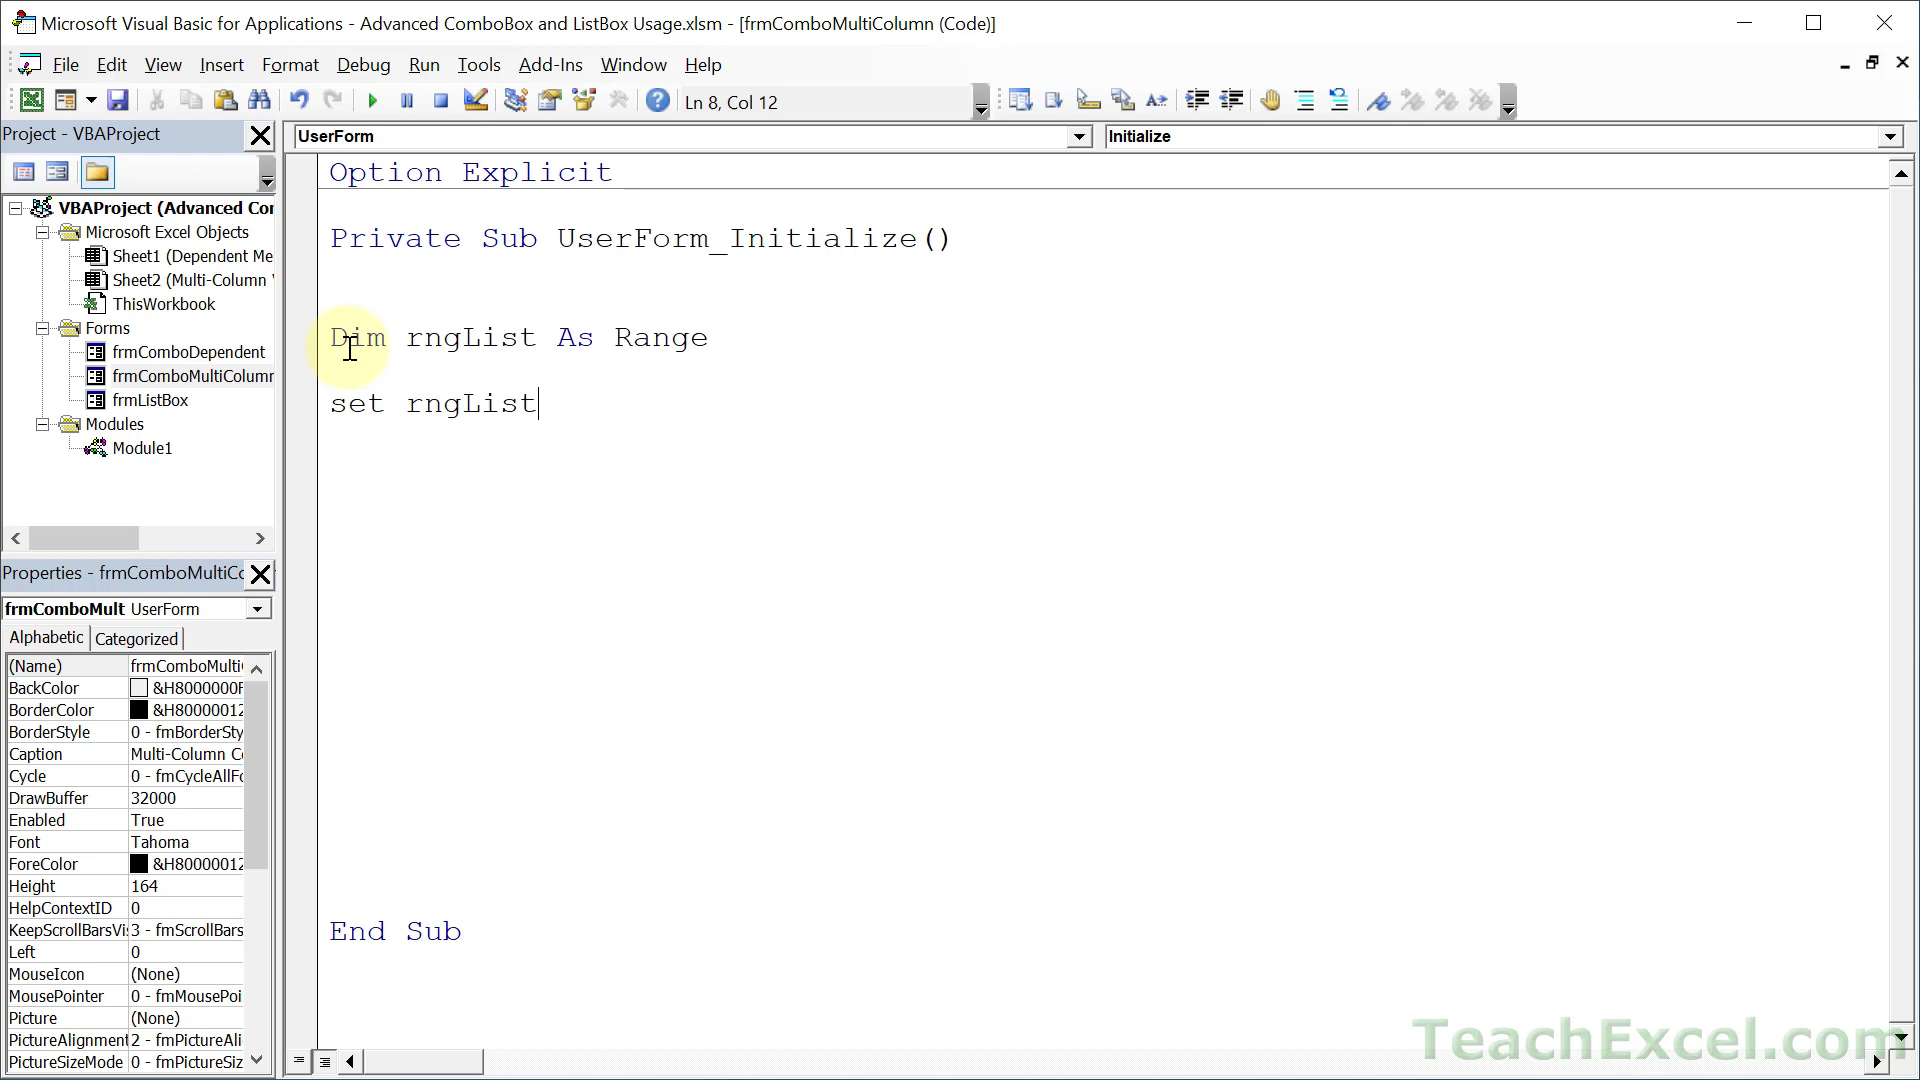 Microsoft Visual Basic for Applications - Advanced ComboBox and ListBox Usage.xlsm - [frmComboMultiColumn (Code)]
File Edit View Insert Format Debug Run Tools Add-Ins Window Help
Ln 8, Col 12
Project - VBAProject
UserForm
Initialize
VBAProject (Advanced Cor
Microsoft Excel Objects
Sheet1 (Dependent Me
Sheet2 (Multi-Column
ThisWorkbook
Forms
frmComboDependent
frmComboMultiColumn
frmListBox
Modules
Module1
Option Explicit
Private Sub UserForm_Initialize()
Dim rngList As Range
set rngList
End Sub
Properties - frmComboMultiCo
frmComboMult UserForm
Alphabetic Categorized
(Name) frmComboMulti
BackColor &H8000000F
BorderColor &H80000012
BorderStyle 0 - fmBorderSty
Caption Multi-Column C
Cycle 0 - fmCycleAllFo
DrawBuffer 32000
Enabled True
Font Tahoma
ForeColor &H80000012
Height 164
HelpContextID 0
KeepScrollBarsVi 3 - fmScrollBars
Left 0
MouseIcon (None)
MousePointer 0 - fmMousePoi
Picture (None)
PictureAlignment 2 - fmPictureAli
PictureSizeMode 0 - fmPictureSiz
TeachExcel.com